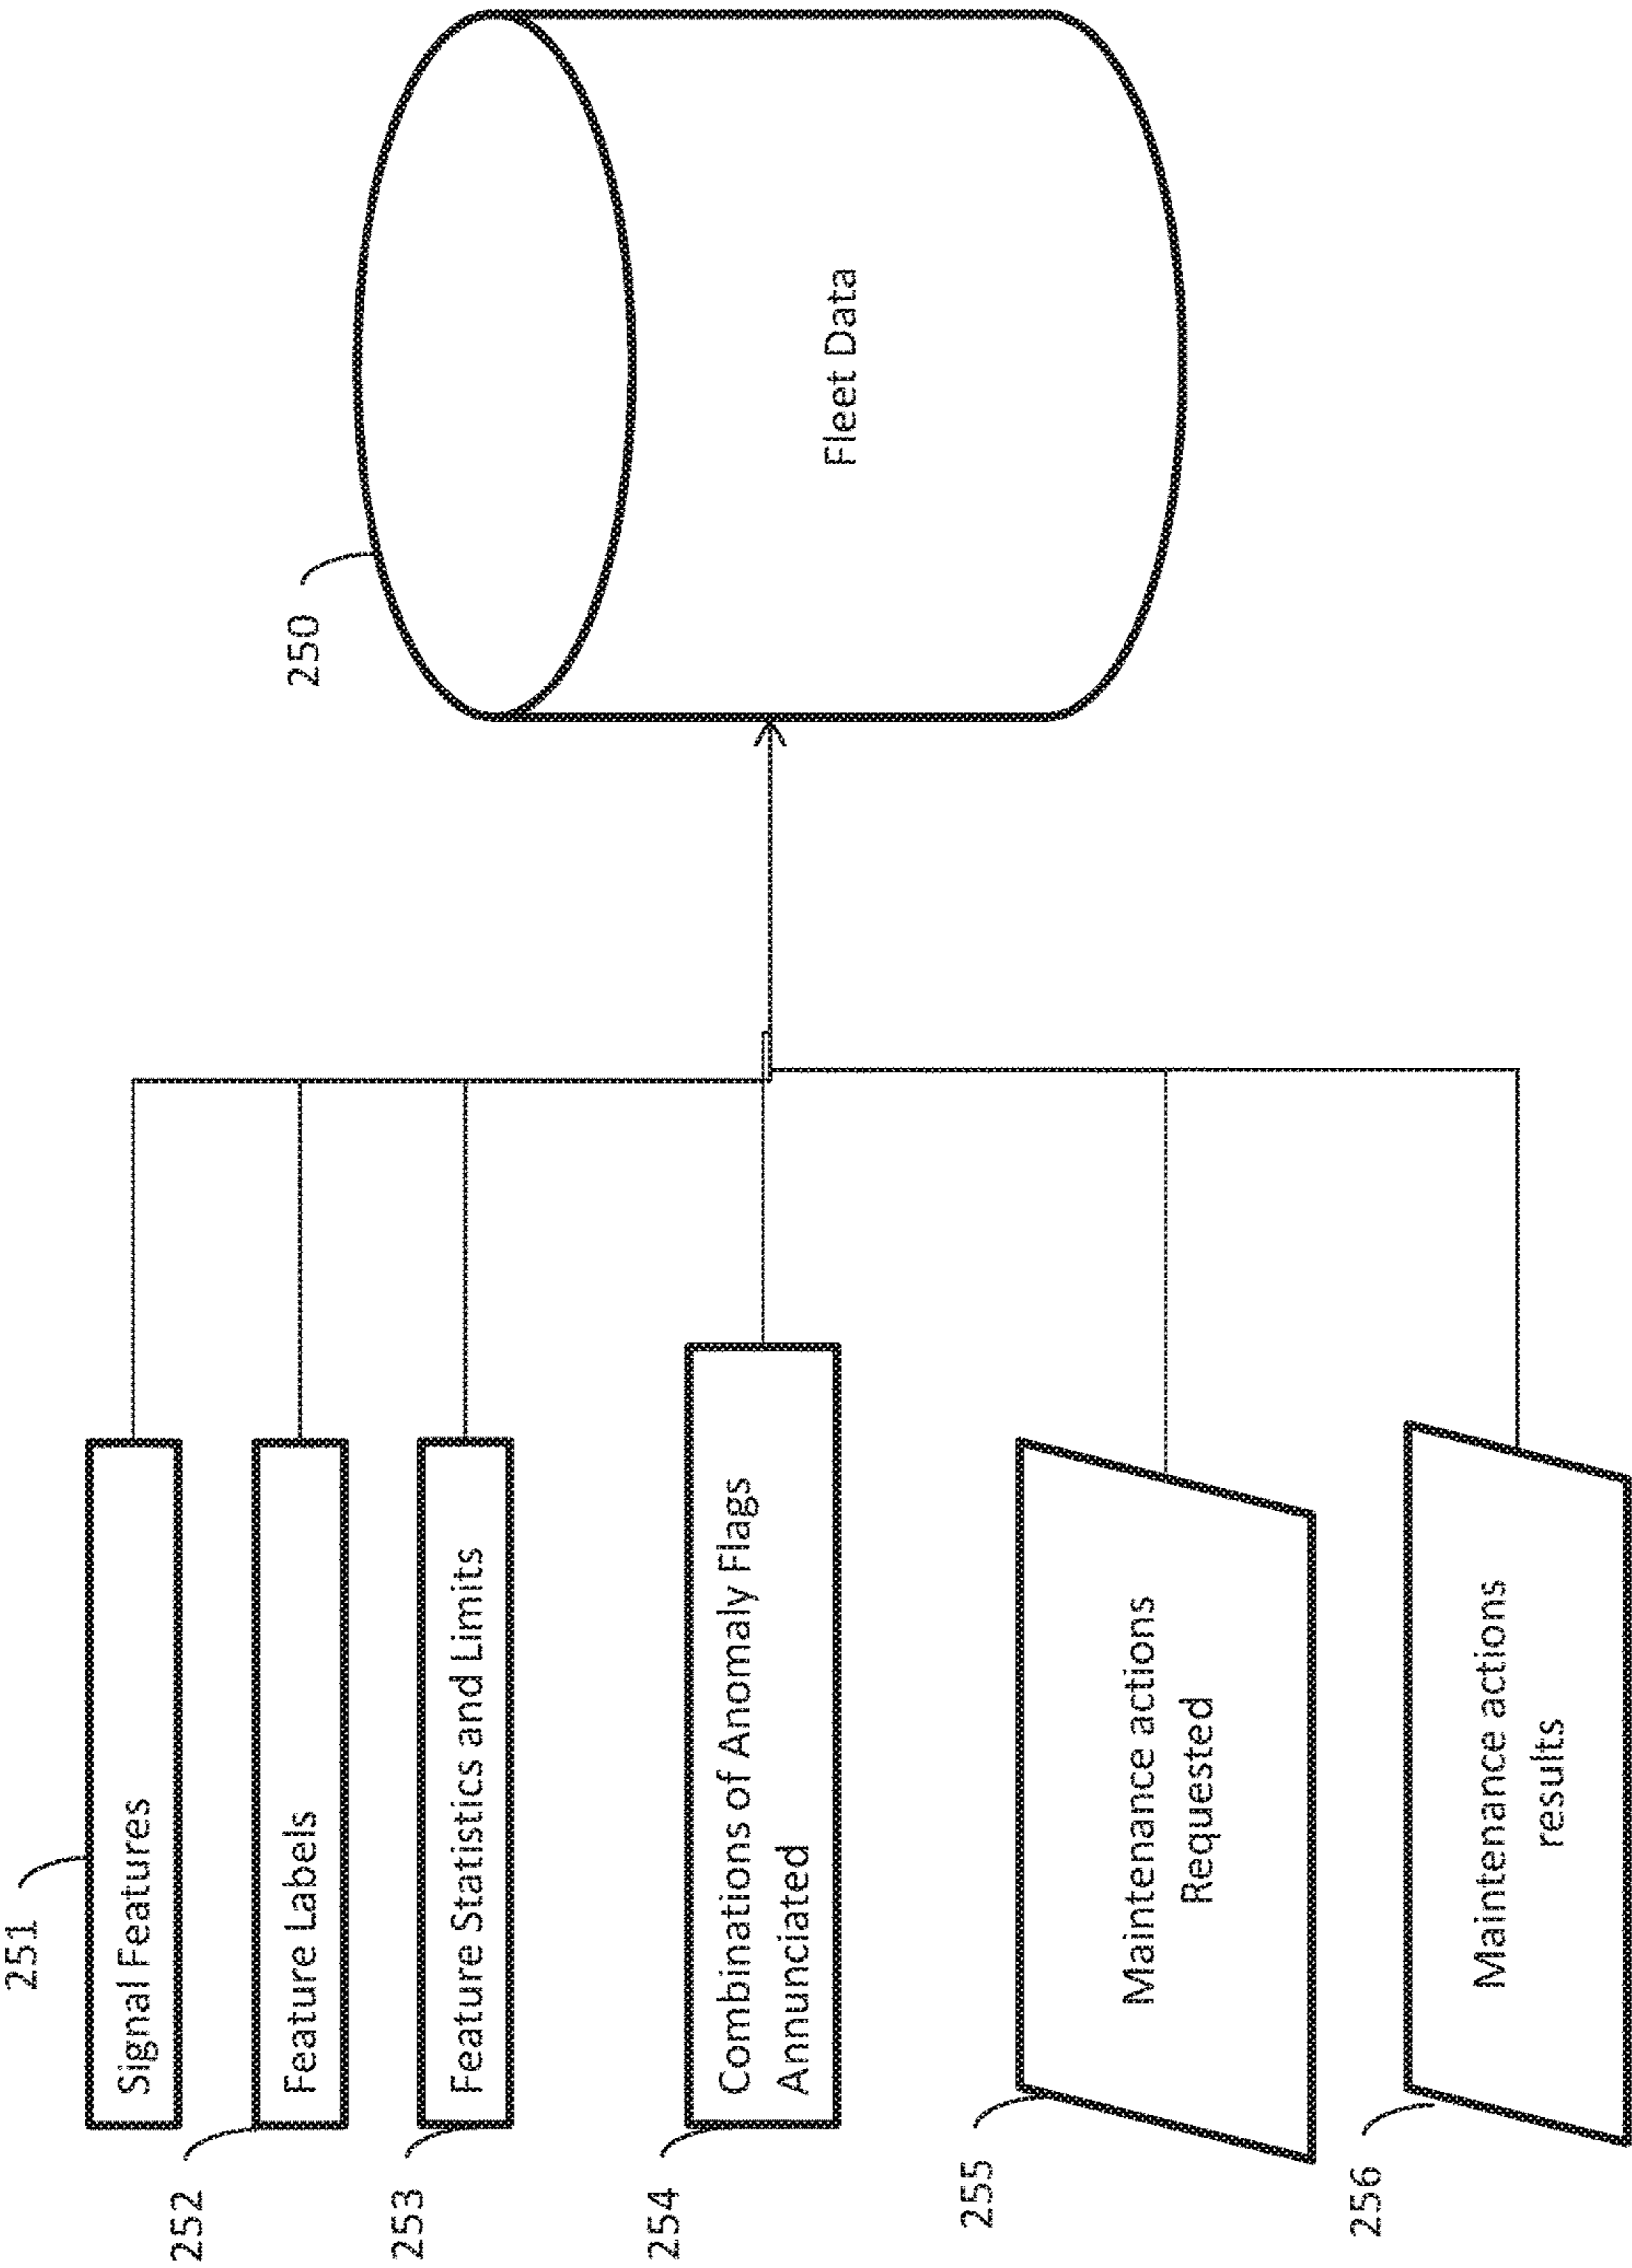 251
Signal Features
252
Feature Labels
253
Feature Statistics and Limits
254
Combinations of Anomaly Flags
Annunciated
255
Maintenance actions
Requested
256
Maintenance actions
results
250
Fleet Data